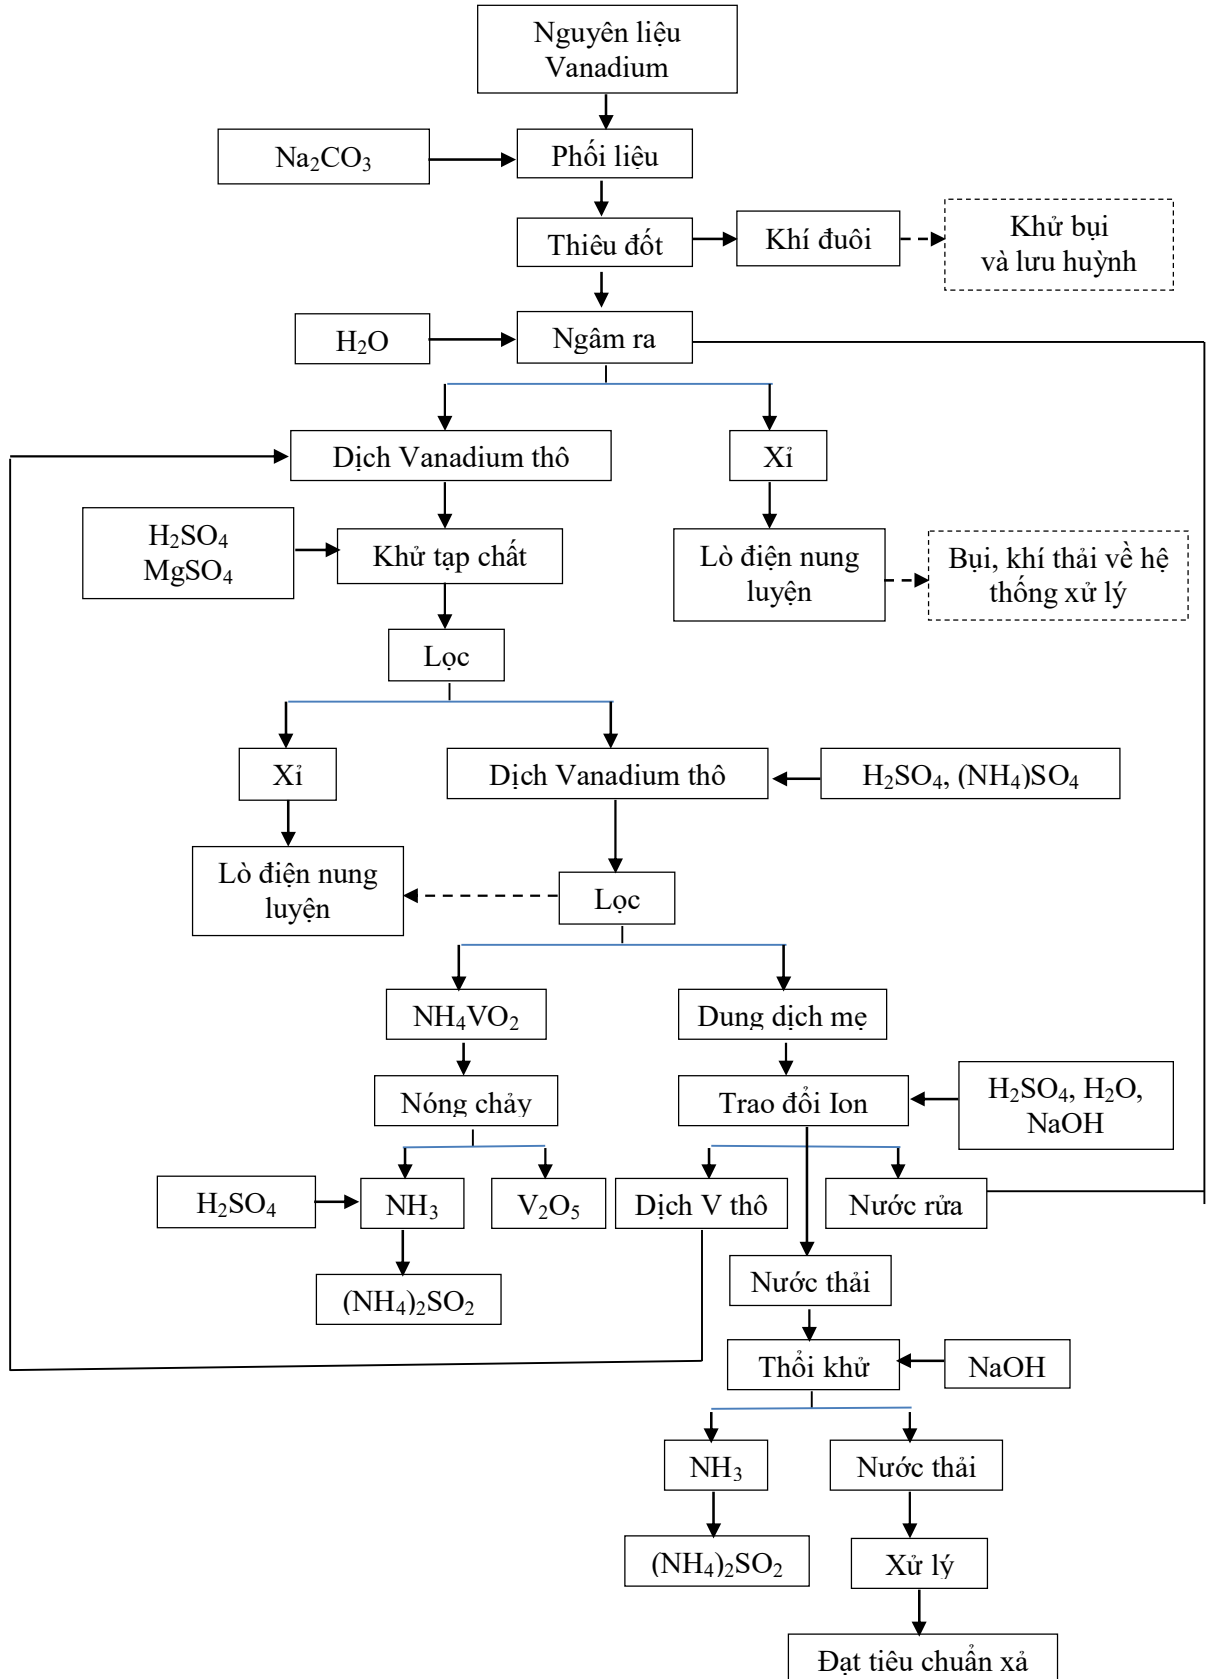 Nguyên liệu
Vanadium
Na₂CO₃
Phối liệu
Thiêu đốt
Khí đuôi
Khử bụi
và lưu huỳnh
H₂O
Ngâm ra
Dịch Vanadium thô
Xỉ
H₂SO₄
MgSO₄
Khử tạp chất
Lò điện nung
luyện
Bụi, khí thải về hệ
thống xử lý
Lọc
Xỉ
Dịch Vanadium thô
H₂SO₄, (NH₄)SO₄
Lò điện nung
luyện
Lọc
NH₄VO₂
Dung dịch mẹ
Nóng chảy
Trao đổi Ion
H₂SO₄, H₂O,
NaOH
H₂SO₄
NH₃
V₂O₅
Dịch V thô
Nước rửa
(NH₄)₂SO₂
Nước thải
Thổi khử
NaOH
NH₃
Nước thải
(NH₄)₂SO₂
Xử lý
Đạt tiêu chuẩn xả